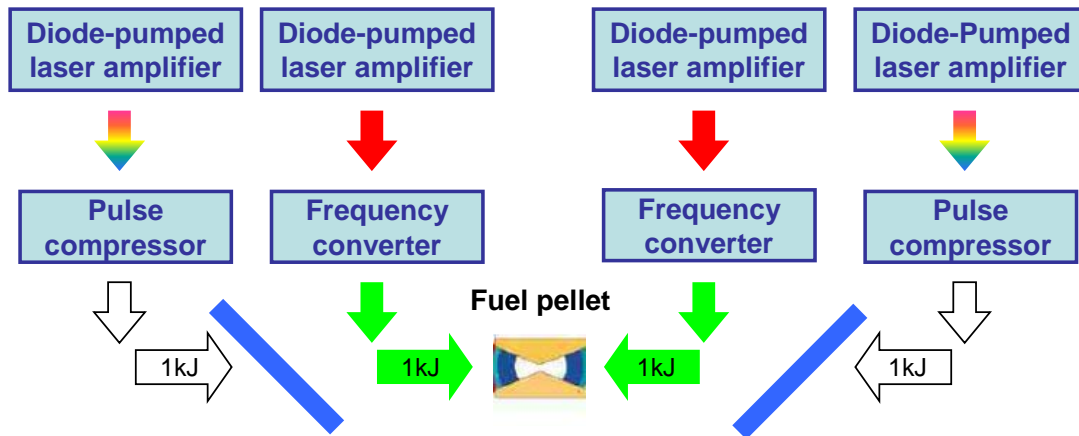 Diode-pumped
laser amplifier
Diode-pumped
laser amplifier
Diode-pumped
laser amplifier
Diode-Pumped
laser amplifier
Pulse
compressor
Frequency
converter
Frequency
converter
Pulse
compressor
Fuel pellet
1kJ
1kJ
1kJ
1kJ